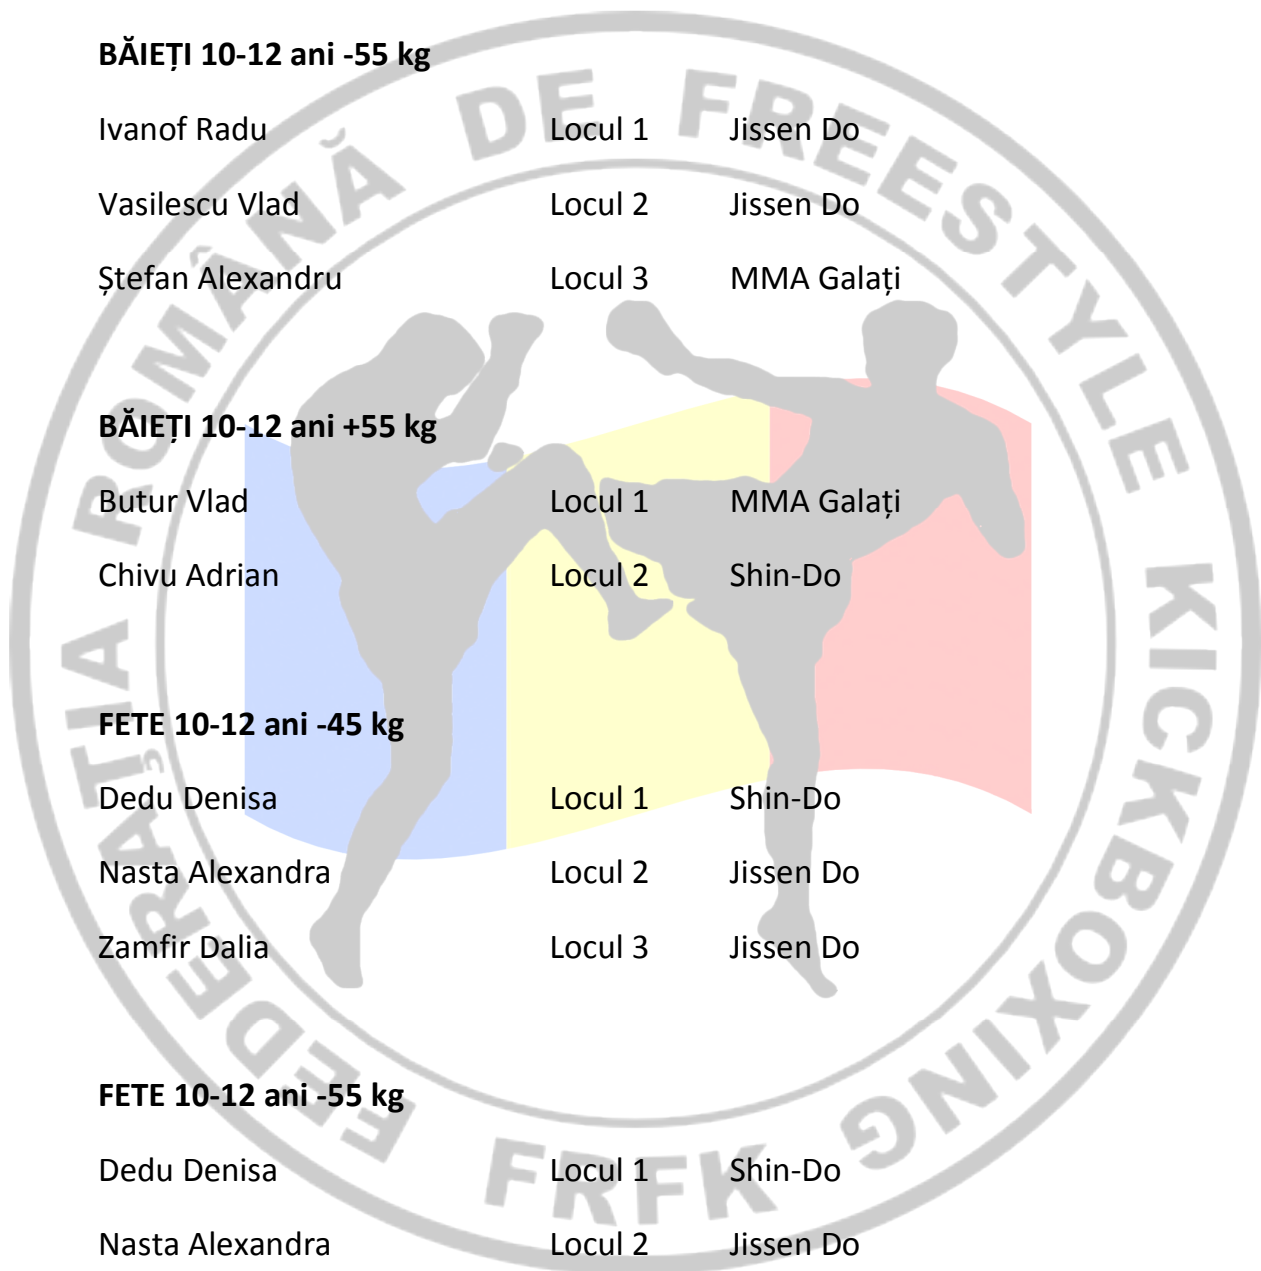 BĂIEȚI 10-12 ani -55 kg
Ivanof Radu Locul 1 Jissen Do
Vasilescu Vlad Locul 2 Jissen Do
Ștefan Alexandru Locul 3 MMA Galați
BĂIEȚI 10-12 ani +55 kg
Butur Vlad Locul 1 MMA Galați
Chivu Adrian Locul 2 Shin-Do
FETE 10-12 ani -45 kg
Dedu Denisa Locul 1 Shin-Do
Nasta Alexandra Locul 2 Jissen Do
Zamfir Dalia Locul 3 Jissen Do
FETE 10-12 ani -55 kg
Dedu Denisa Locul 1 Shin-Do
Nasta Alexandra Locul 2 Jissen Do
FEDERAȚIA ROMÂNĂ DE FREESTYLE KICKBOXING
FRFK